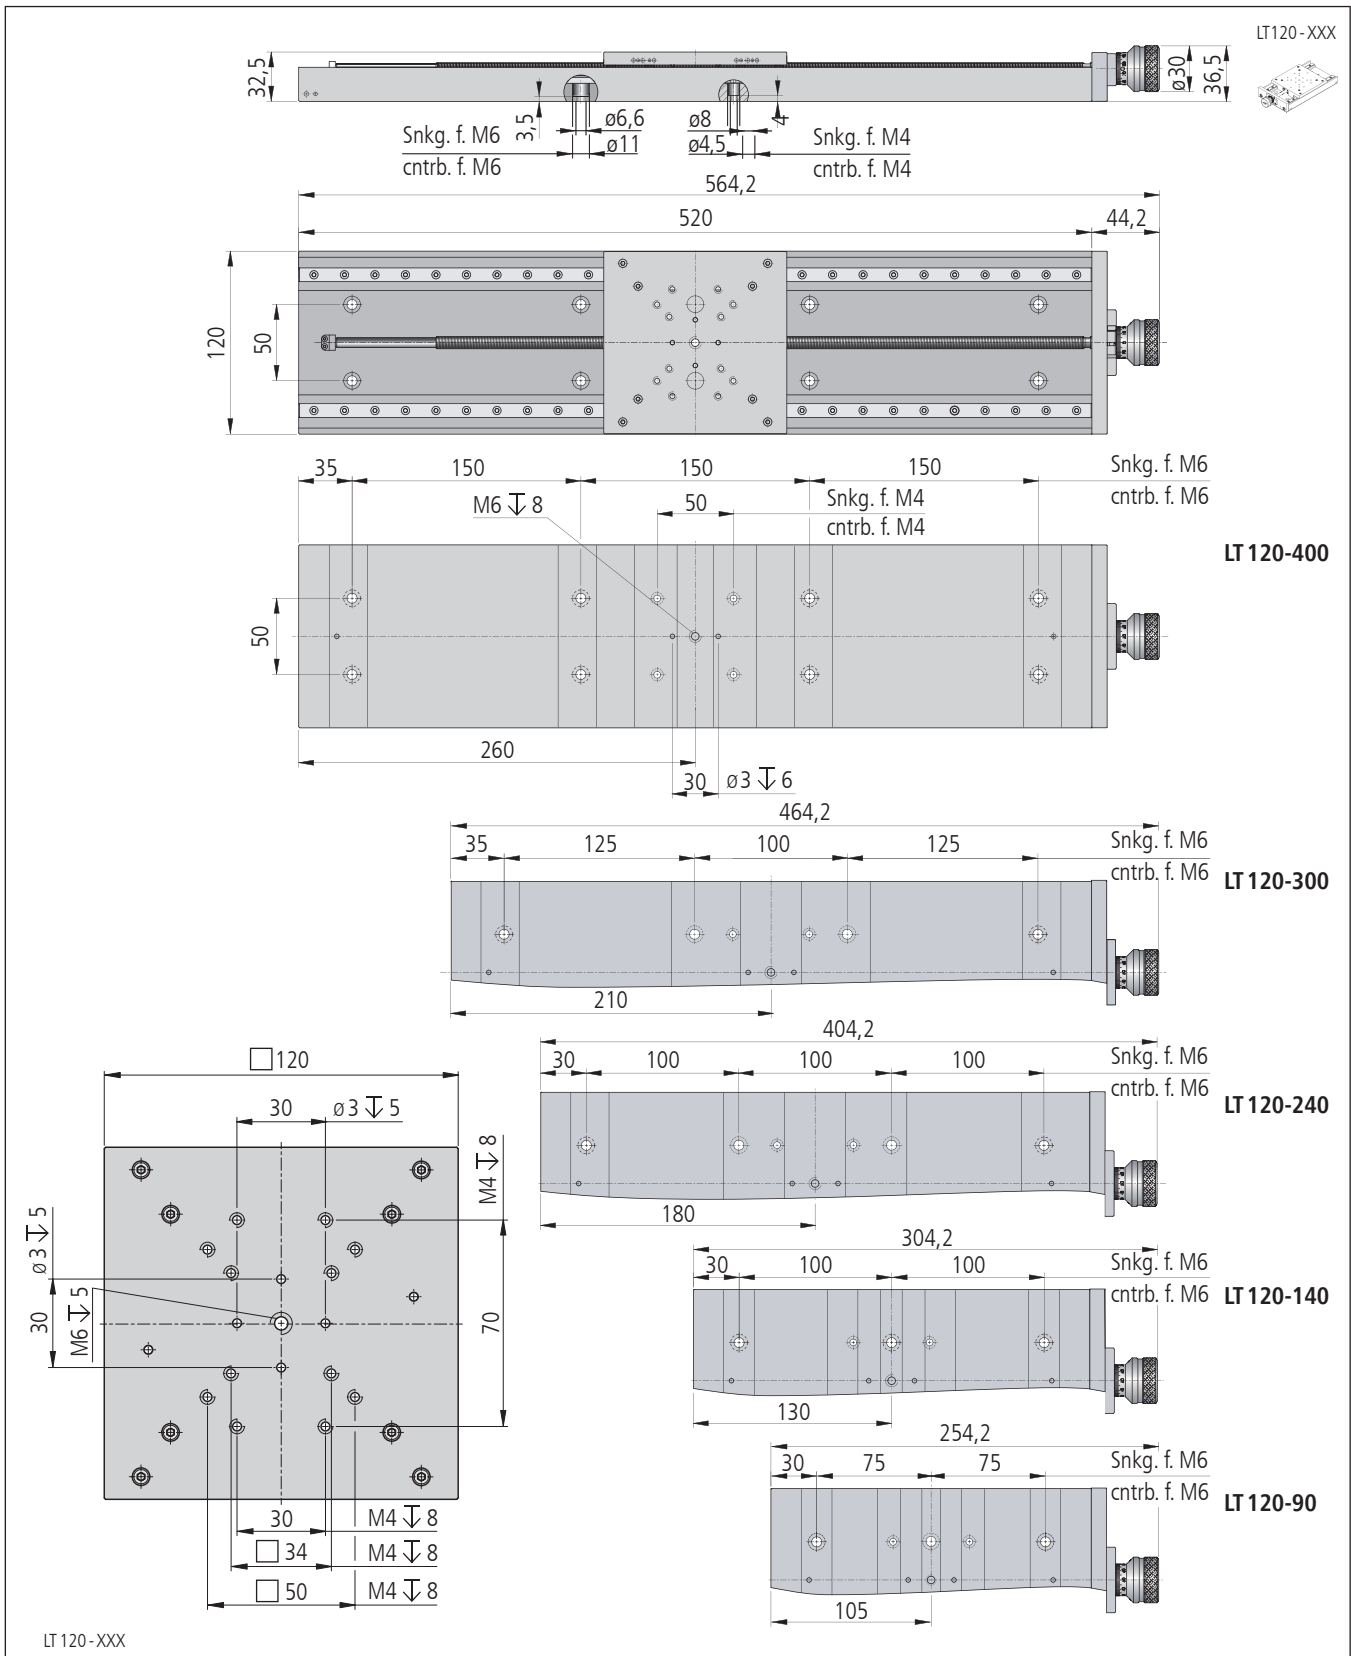 LT120-XXX
32,5
ø30
36,5
3,5
ø6,6
ø11
ø8
ø4,5
4
Snkg. f. M6
cntrb. f. M6
Snkg. f. M4
cntrb. f. M4
564,2
520
44,2
120
50
35
150
150
150
Snkg. f. M6
cntrb. f. M6
M6 ↧ 8
50
Snkg. f. M4
cntrb. f. M4
LT 120-400
50
260
30
ø3 ↧ 6
464,2
35
125
100
125
Snkg. f. M6
cntrb. f. M6
LT 120-300
210
404,2
30
100
100
100
Snkg. f. M6
cntrb. f. M6
LT 120-240
180
304,2
30
100
100
Snkg. f. M6
cntrb. f. M6
LT 120-140
130
254,2
30
75
75
Snkg. f. M6
cntrb. f. M6
LT 120-90
105
□120
30
ø3 ↧ 5
M4 ↧ 8
ø3 ↧ 5
30
M6 ↧ 5
70
30
M4 ↧ 8
□ 34
M4 ↧ 8
□ 50
M4 ↧ 8
LT 120-XXX